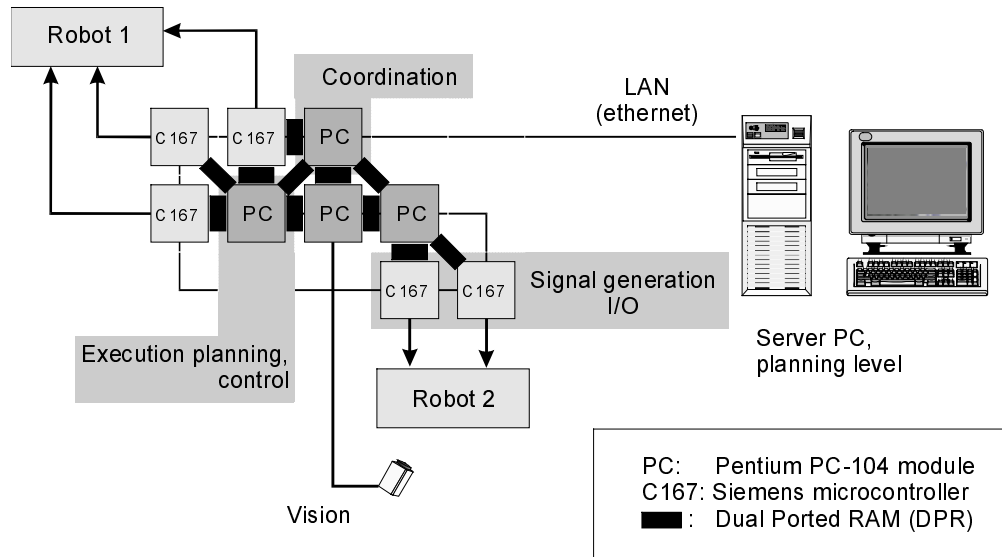 Robot 1
Coordination
LAN
(ethernet)
C 167
C 167
PC
C 167
PC
PC
PC
C 167
C 167
Signal generation
I/O
Execution planning,
control
Server PC,
planning level
Robot 2
Vision
PC: Pentium PC-104 module
C167: Siemens microcontroller
: Dual Ported RAM (DPR)